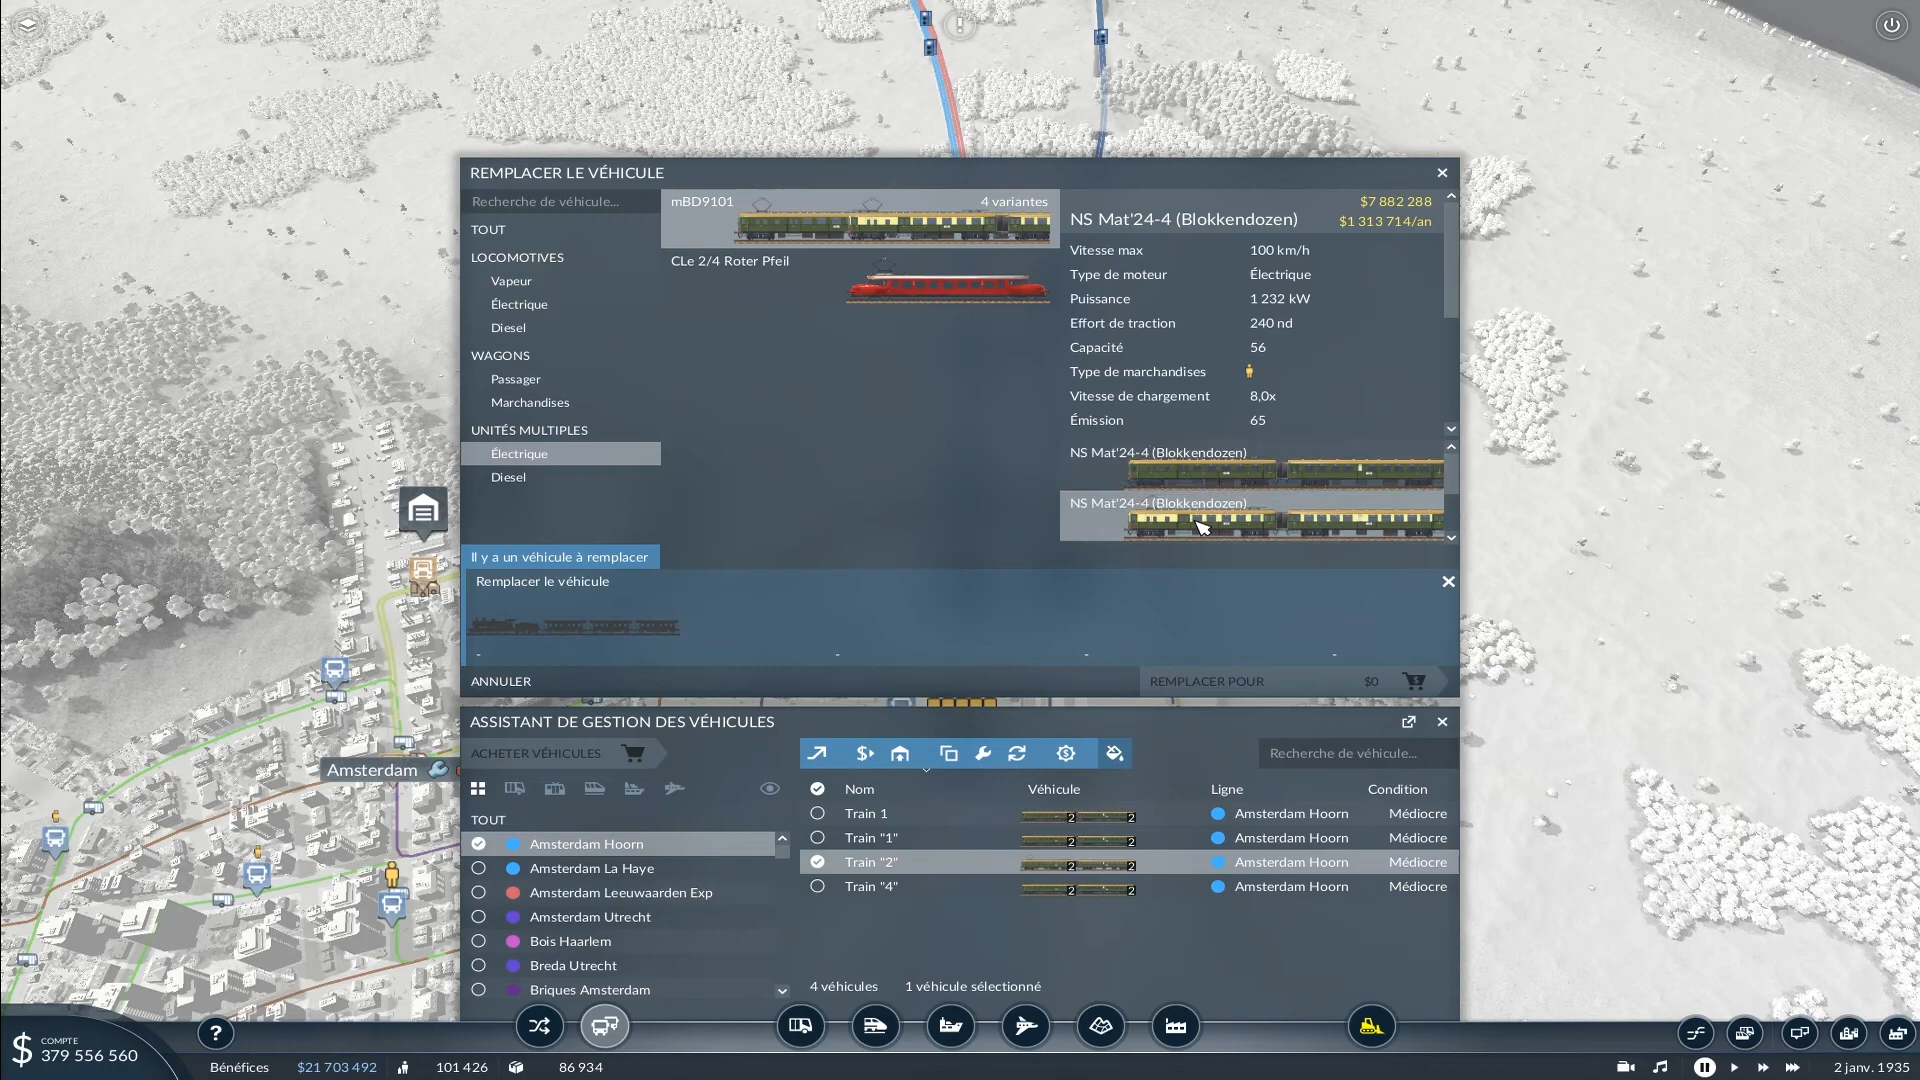 REMPLACER LE VÉHICULE
Recherche de véhicule...
TOUT
LOCOMOTIVES
Vapeur
Électrique
Diesel
WAGONS
Passager
Marchandises
UNITÉS MULTIPLES
Électrique
Diesel
mBD9101 4 variantes
CLe 2/4 Roter Pfeil
$7 882 288
NS Mat'24-4 (Blokkendozen) $1 313 714/an
Vitesse max 100 km/h
Type de moteur Électrique
Puissance 1 232 kW
Effort de traction 240 nd
Capacité 56
Type de marchandises
Vitesse de chargement 8,0x
Émission 65
NS Mat'24-4 (Blokkendozen)
NS Mat'24-4 (Blokkendozen)
Il y a un véhicule à remplacer
Remplacer le véhicule
- - - -
ANNULER REMPLACER POUR $0
ASSISTANT DE GESTION DES VÉHICULES
ACHETER VÉHICULES Recherche de véhicule...
TOUT
Amsterdam Hoorn
Amsterdam La Haye
Amsterdam Leeuwaarden Exp
Amsterdam Utrecht
Bois Haarlem
Breda Utrecht
Briques Amsterdam
Nom Véhicule Ligne Condition
Train 1 2 2 Amsterdam Hoorn Médiocre
Train "1" 2 2 Amsterdam Hoorn Médiocre
Train "2" 2 2 Amsterdam Hoorn Médiocre
Train "4" 2 2 Amsterdam Hoorn Médiocre
4 véhicules 1 véhicule sélectionné
Amsterdam
?
$ COMPTE
379 556 560
Bénéfices $21 703 492 101 426 86 934 2 janv. 1935